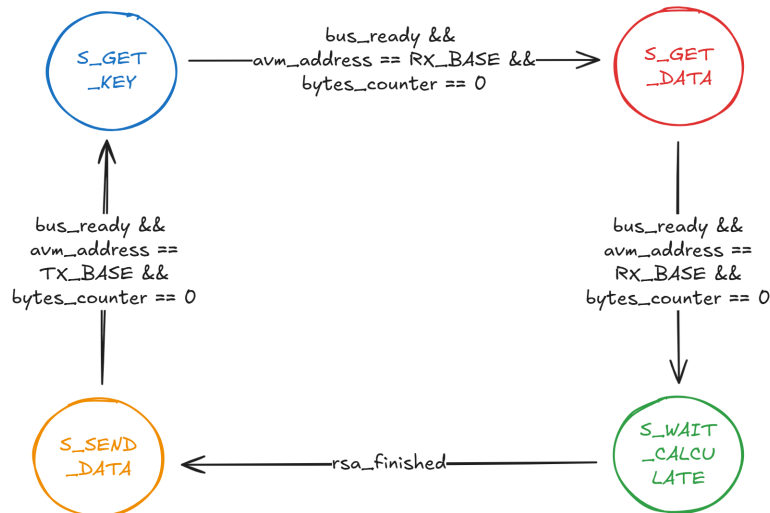 S_GET
_KEY
bus_ready &&
avm_address == RX_BASE &&
bytes_counter == 0
S_GET
_DATA
bus_ready &&
avm_address ==
TX_BASE &&
bytes_counter == 0
bus_ready &&
avm_address ==
RX_BASE &&
bytes_counter == 0
S_SEND
_DATA
rsa_finished
S_WAIT
_CALCU
LATE